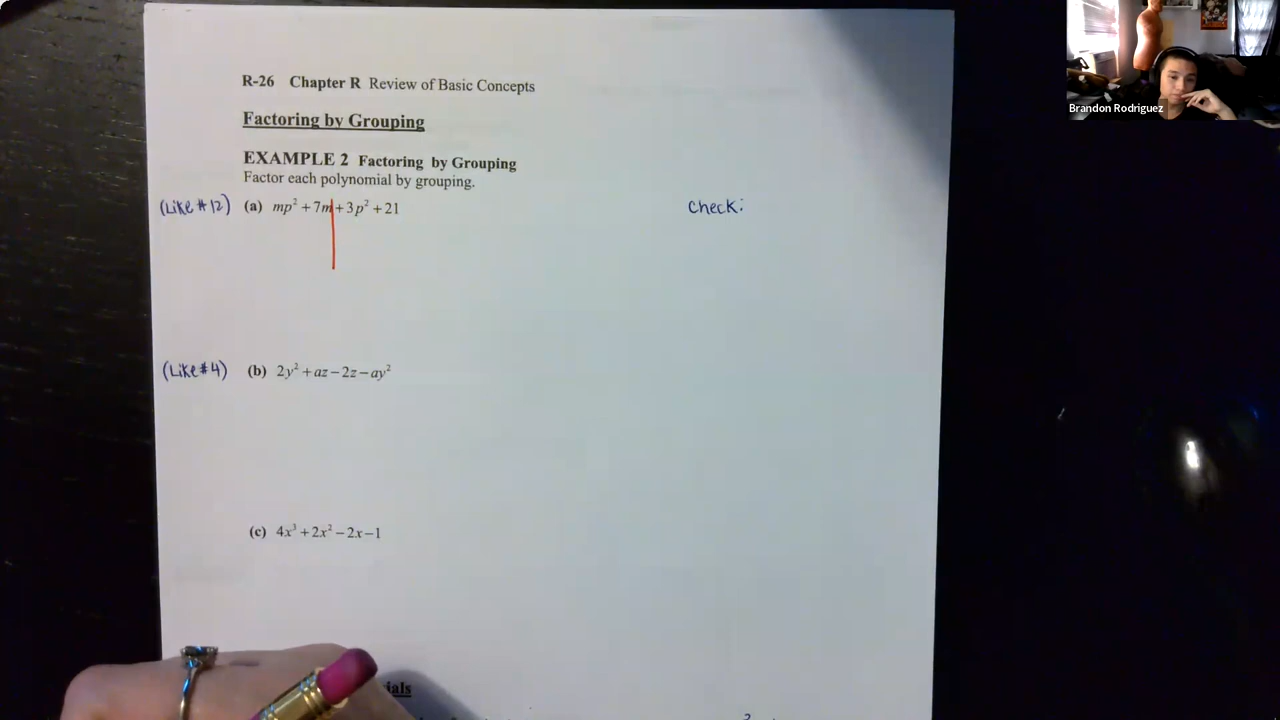 R-26 Chapter R Review of Basic Concepts
Factoring by Grouping
EXAMPLE 2 Factoring by Grouping
Factor each polynomial by grouping.
(Like #12) (a) mp² + 7m + 3p² + 21
Check:
(Like #4) (b) 2y² + az − 2z − ay²
(c) 4x³ + 2x² − 2x − 1
Brandon Rodriguez